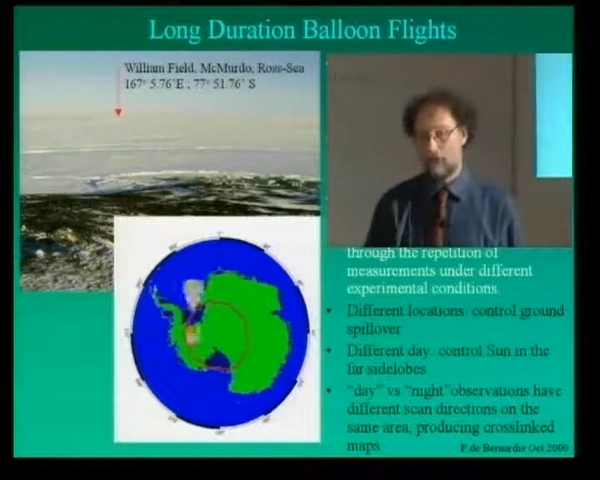 Long Duration Balloon Flights
William Field, McMurdo, Ross-Sea
167° 5.76'E ; 77° 51.76' S
through the repetition of
measurements under different
experimental conditions.
• Different locations: control ground
spillover
• Different day: control Sun in the
far sidelobes
• “day” vs “night”observations have
different scan directions on the
same area, producing crosslinked
maps
P.de Bernardis Oct.2000